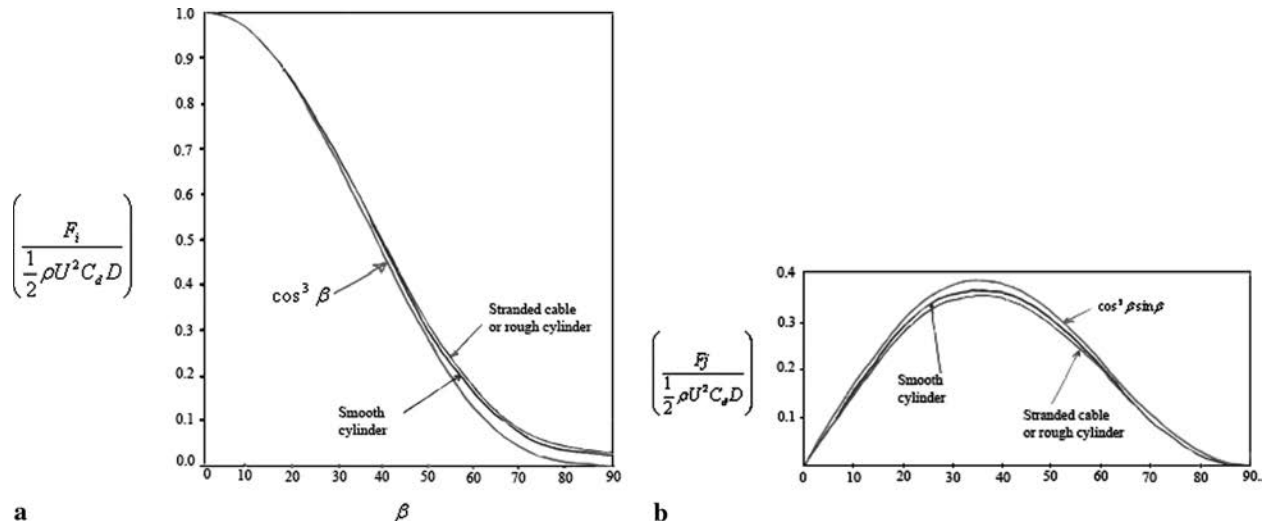 1.0
0.9
0.8
0.7
0.6
0.5
0.4
0.3
0.2
0.1
0.0
0 10 20 30 40 50 60 70 80 90
F_i
1/2 ρU²C_dD
cos³ β
Stranded cable
or rough cylinder
Smooth
cylinder
a
β
0.4
0.3
0.2
0.1
0 10 20 30 40 50 60 70 80 90..
Fj
1/2 ρU²C_dD
cos³ β sin β
Smooth
cylinder
Stranded cable
or rough cylinder
b